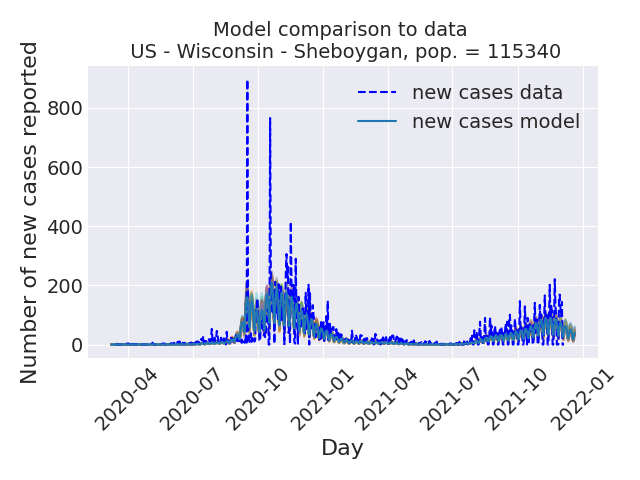 Model comparison to data
US - Wisconsin - Sheboygan, pop. = 115340
Number of new cases reported
800
600
400
200
0
new cases data
new cases model
2020-04
2020-07
2020-10
2021-01
2021-04
2021-07
2021-10
2022-01
Day